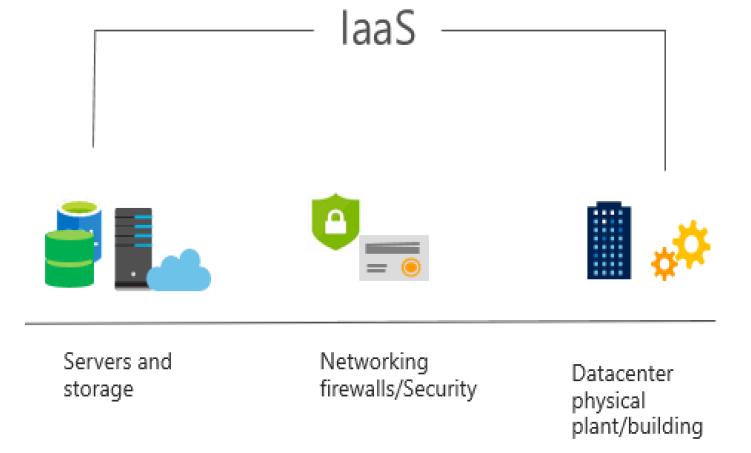 IaaS
Servers and
storage
Networking
firewalls/Security
Datacenter
physical
plant/building